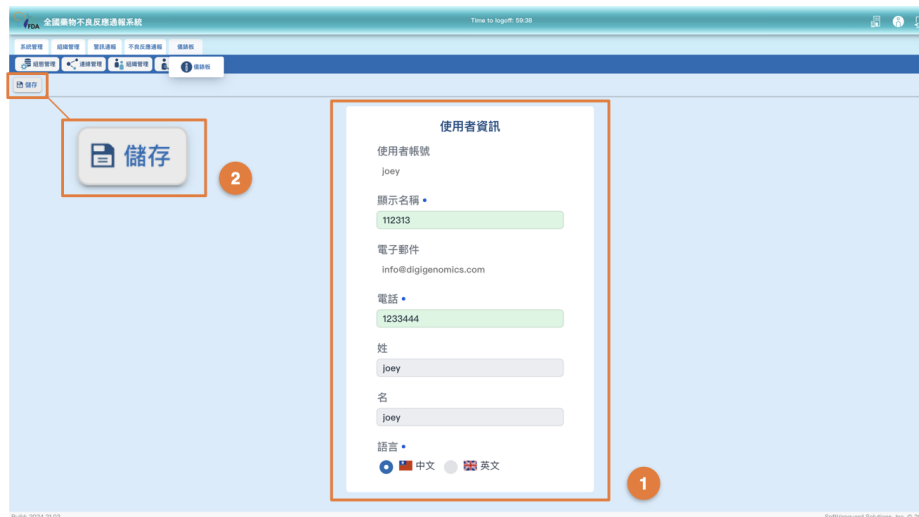 FDA 全國藥物不良反應通報系統
Time to logoff: 59:38
系統管理 組織管理 警訊通報 不良反應通報 儀錶板
組態管理 連線管理 組織管理 儀錶板
儲存
儲存
2
使用者資訊
使用者帳號
joey
顯示名稱
112313
電子郵件
info@digigenomics.com
電話
1233444
姓
joey
名
joey
語言
中文 英文
1